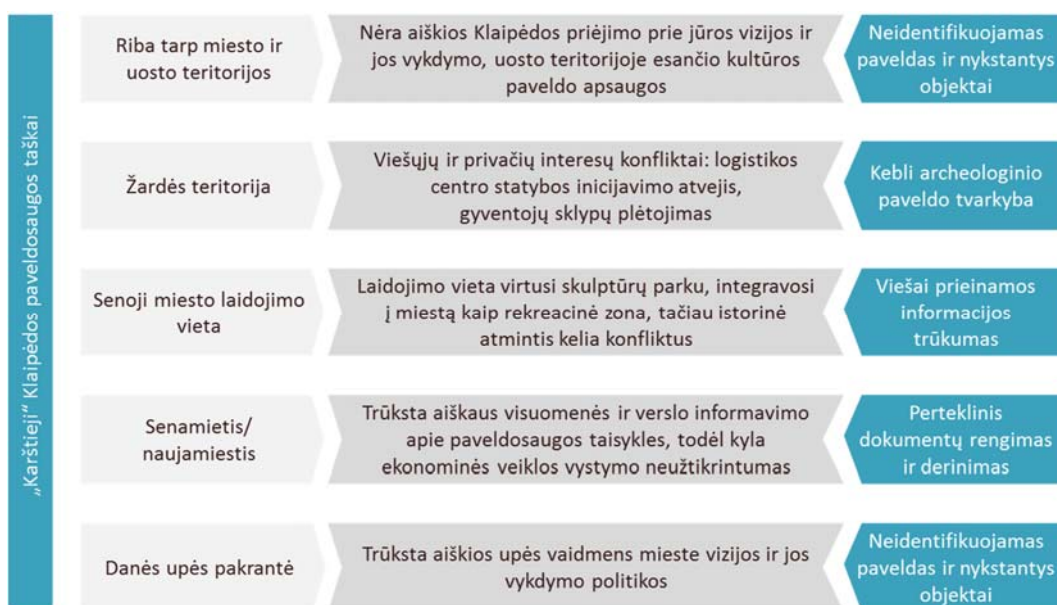 „Karštieji“ Klaipėdos paveldosaugos taškai
Riba tarp miesto ir
uosto teritorijos
Nėra aiškios Klaipėdos priėjimo prie jūros vizijos ir
jos vykdymo, uosto teritorijoje esančio kultūros
paveldo apsaugos
Neidentifikuojamas
paveldas ir nykstantys
objektai
Žardės teritorija
Viešųjų ir privačių interesų konfliktai: logistikos
centro statybos inicijavimo atvejis,
gyventojų sklypų plėtojimas
Kebli archeologinio
paveldo tvarkyba
Senoji miesto laidojimo
vieta
Laidojimo vieta virtusi skulptūrų parku, integravosi
į miestą kaip rekreacinė zona, tačiau istorinė
atmintis kelia konfliktus
Viešai prieinamos
informacijos
trūkumas
Senamietis/
naujamiestis
Trūksta aiškaus visuomenės ir verslo informavimo
apie paveldosaugos taisykles, todėl kyla
ekonominės veiklos vystymo neužtikrintumas
Perteklinis
dokumentų rengimas
ir derinimas
Danės upės pakrantė
Trūksta aiškios upės vaidmens mieste vizijos ir jos
vykdymo politikos
Neidentifikuojamas
paveldas ir nykstantys
objektai